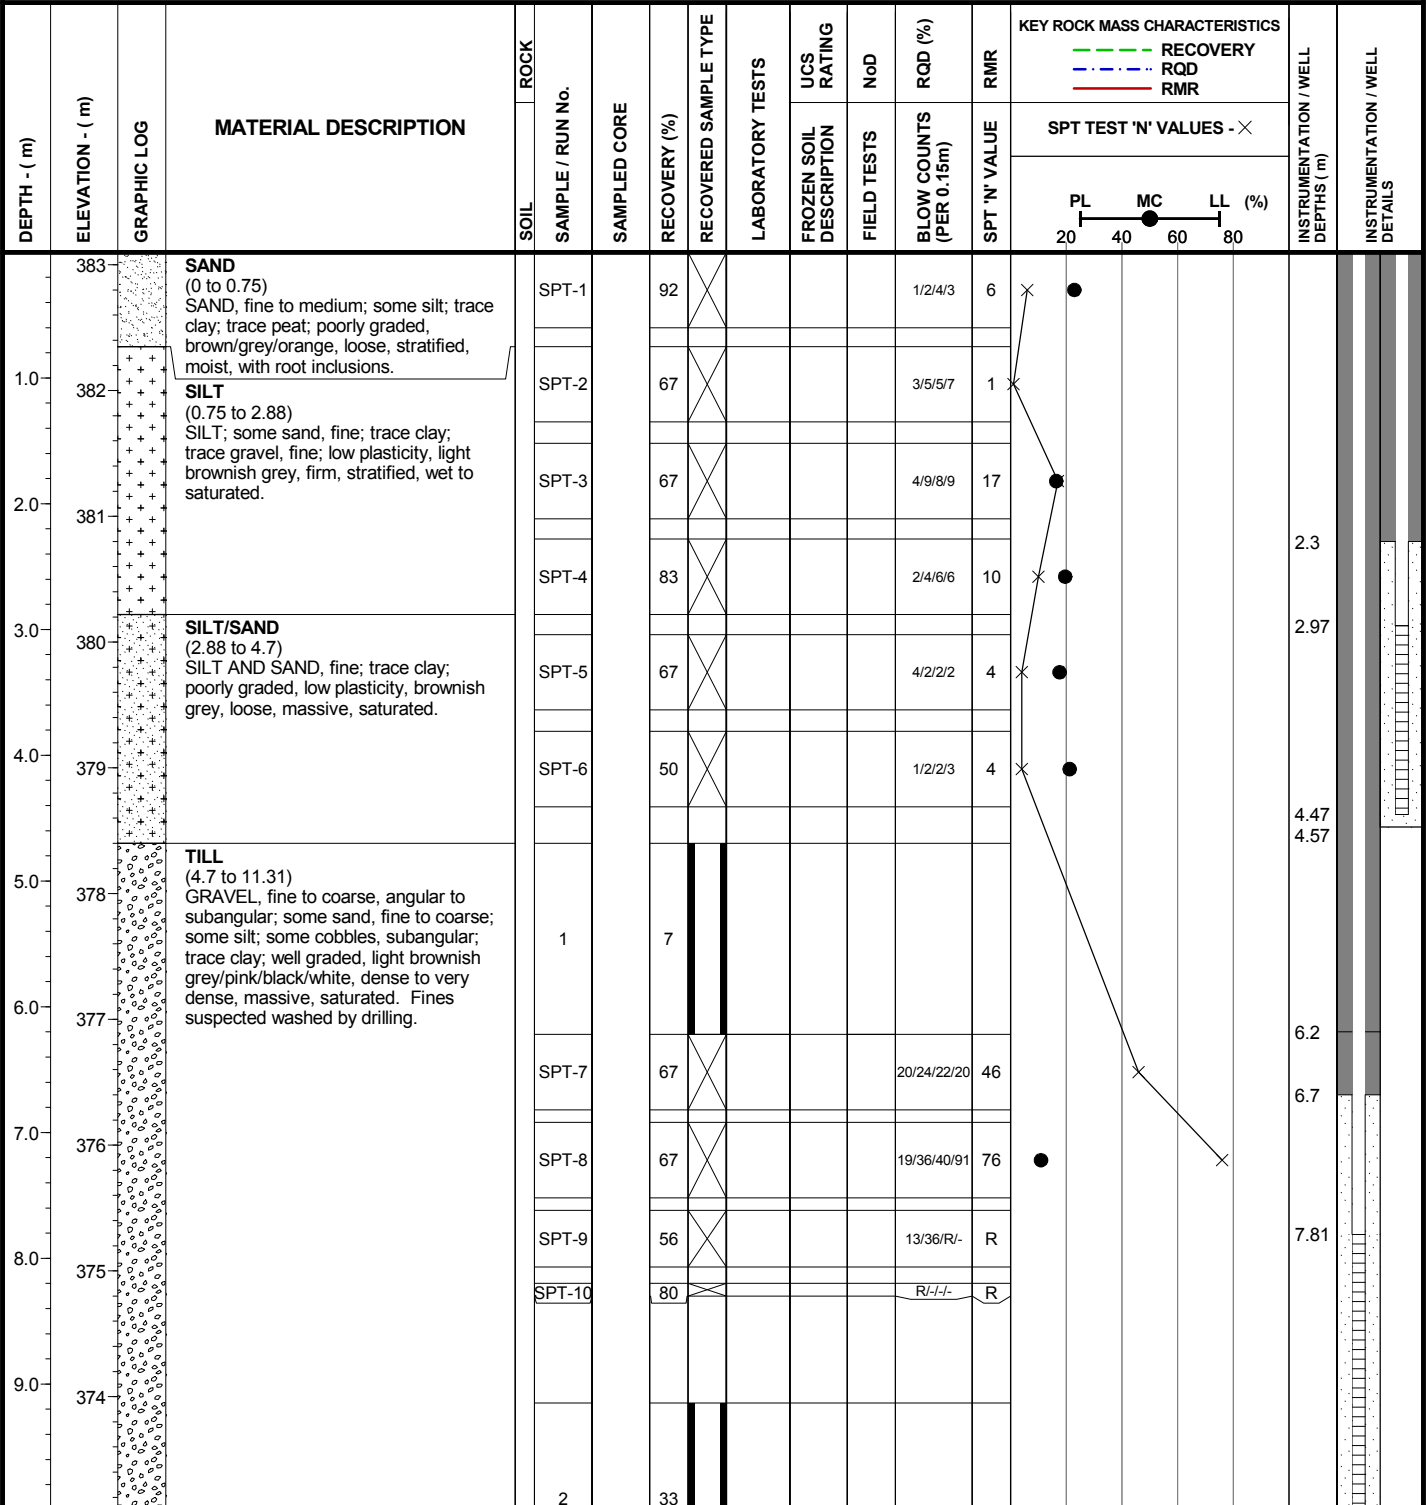 DEPTH - ( m)
ELEVATION - ( m)
GRAPHIC LOG
MATERIAL DESCRIPTION
SOIL
ROCK
SAMPLE / RUN No.
SAMPLED CORE
RECOVERY (%)
RECOVERED SAMPLE TYPE
LABORATORY TESTS
UCS
RATING
FROZEN SOIL
DESCRIPTION
NoD
FIELD TESTS
RQD (%)
BLOW COUNTS
(PER 0.15m)
RMR
SPT 'N' VALUE
KEY ROCK MASS CHARACTERISTICS
RECOVERY
RQD
RMR
SPT TEST 'N' VALUES - ×
PL MC LL (%)
20 40 60 80
INSTRUMENTATION / WELL
DEPTHS ( m)
INSTRUMENTATION / WELL
DETAILS
1.0
2.0
3.0
4.0
5.0
6.0
7.0
8.0
9.0
383
382
381
380
379
378
377
376
375
374
SAND
(0 to 0.75)
SAND, fine to medium; some silt; trace
clay; trace peat; poorly graded,
brown/grey/orange, loose, stratified,
moist, with root inclusions.
SILT
(0.75 to 2.88)
SILT; some sand, fine; trace clay;
trace gravel, fine; low plasticity, light
brownish grey, firm, stratified, wet to
saturated.
SILT/SAND
(2.88 to 4.7)
SILT AND SAND, fine; trace clay;
poorly graded, low plasticity, brownish
grey, loose, massive, saturated.
TILL
(4.7 to 11.31)
GRAVEL, fine to coarse, angular to
subangular; some sand, fine to coarse;
some silt; some cobbles, subangular;
trace clay; well graded, light brownish
grey/pink/black/white, dense to very
dense, massive, saturated. Fines
suspected washed by drilling.
SPT-1 92 1/2/4/3 6
SPT-2 67 3/5/5/7 1
SPT-3 67 4/9/8/9 17
SPT-4 83 2/4/6/6 10
SPT-5 67 4/2/2/2 4
SPT-6 50 1/2/2/3 4
1 7
SPT-7 67 20/24/22/20 46
SPT-8 67 19/36/40/91 76
SPT-9 56 13/36/R/- R
SPT-10 80 R/-/-/- R
2 33
2.3
2.97
4.47
4.57
6.2
6.7
7.81